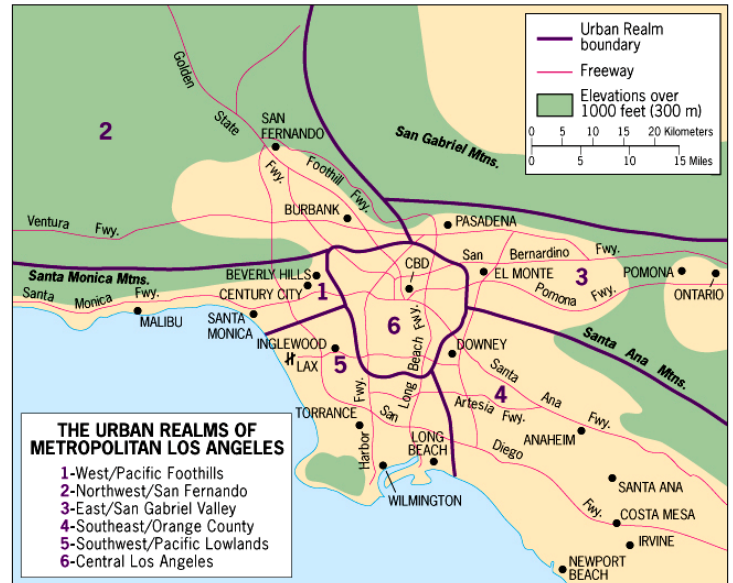 Urban Realm
boundary
Freeway
Elevations over
1000 feet (300 m)
0 5 10 15 20 Kilometers
0 5 10 15 Miles
Golden
State
Fwy.
2
SAN
FERNANDO
San Gabriel Mtns.
Foothill
Fwy.
BURBANK
PASADENA
Ventura Fwy.
San Bernardino Fwy.
Santa Monica Mtns.
BEVERLY HILLS
CENTURY CITY
1
CBD
EL MONTE
3
POMONA
ONTARIO
Pomona Fwy.
Santa Monica Fwy.
MALIBU
SANTA
MONICA
6
Santa Ana Mtns.
INGLEWOOD
LAX
5
Long Beach Fwy.
DOWNEY
Santa Ana Fwy.
4
Artesia Fwy.
TORRANCE
Harbor Fwy.
San Diego Fwy.
LONG
BEACH
ANAHEIM
WILMINGTON
SANTA ANA
COSTA MESA
IRVINE
NEWPORT
BEACH
THE URBAN REALMS OF
METROPOLITAN LOS ANGELES
1-West/Pacific Foothills
2-Northwest/San Fernando
3-East/San Gabriel Valley
4-Southeast/Orange County
5-Southwest/Pacific Lowlands
6-Central Los Angeles